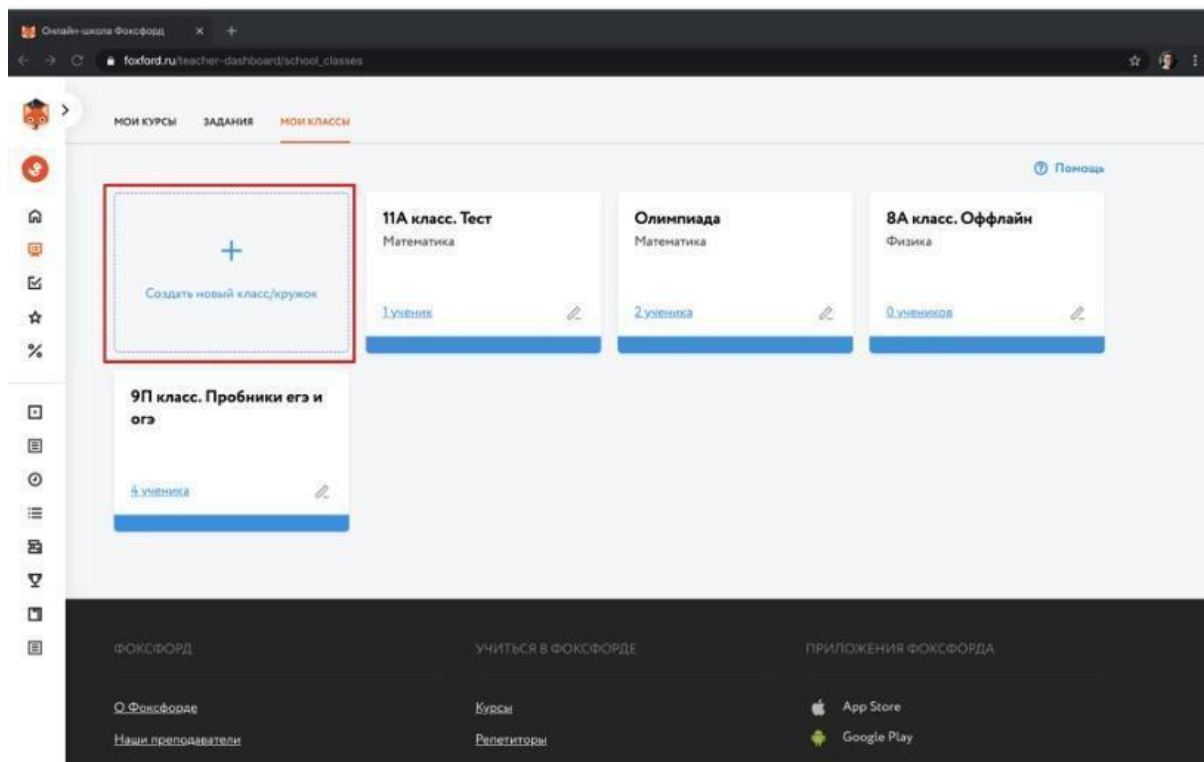 Онлайн-школа Фоксфорд
foxford.ru/teacher-dashboard/school_classes
МОИ КУРСЫ ЗАДАНИЯ МОИ КЛАССЫ
Помощь
Создать новый класс/кружок
11А класс. Тест
Математика
1 ученик
Олимпиада
Математика
2 ученика
8А класс. Оффлайн
Физика
0 учеников
9П класс. Пробники егэ и
огэ
4 ученика
ФОКСФОРД
О Фоксфорде
Наши преподаватели
УЧИТЬСЯ В ФОКСФОРДЕ
Курсы
Репетиторы
ПРИЛОЖЕНИЯ ФОКСФОРДА
App Store
Google Play